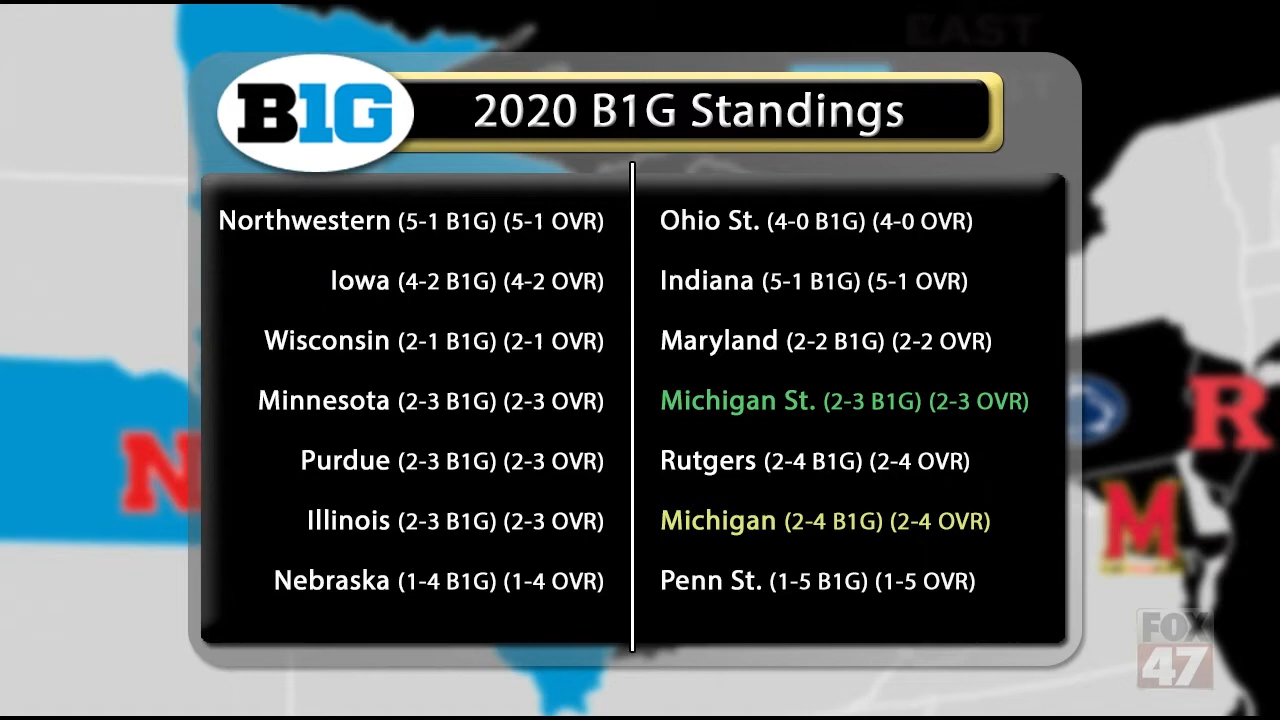 EAST
B1G
2020 B1G Standings
Northwestern (5-1 B1G) (5-1 OVR)
Iowa (4-2 B1G) (4-2 OVR)
Wisconsin (2-1 B1G) (2-1 OVR)
Minnesota (2-3 B1G) (2-3 OVR)
Purdue (2-3 B1G) (2-3 OVR)
Illinois (2-3 B1G) (2-3 OVR)
Nebraska (1-4 B1G) (1-4 OVR)
Ohio St. (4-0 B1G) (4-0 OVR)
Indiana (5-1 B1G) (5-1 OVR)
Maryland (2-2 B1G) (2-2 OVR)
Michigan St. (2-3 B1G) (2-3 OVR)
Rutgers (2-4 B1G) (2-4 OVR)
Michigan (2-4 B1G) (2-4 OVR)
Penn St. (1-5 B1G) (1-5 OVR)
N
R
M
FOX
47